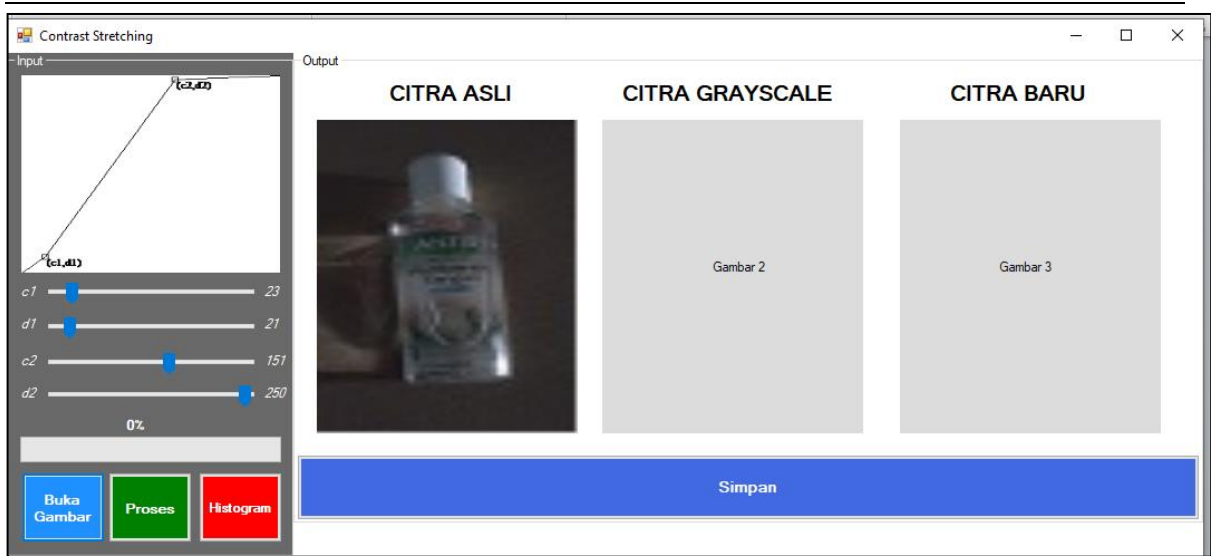 Contrast Stretching
Input
Output
(c2,d2)
(c1,d1)
c1 23
d1 21
c2 151
d2 250
0%
Buka
Gambar
Proses
Histogram
CITRA ASLI
CITRA GRAYSCALE
CITRA BARU
ANTIS
Gambar 2
Gambar 3
Simpan